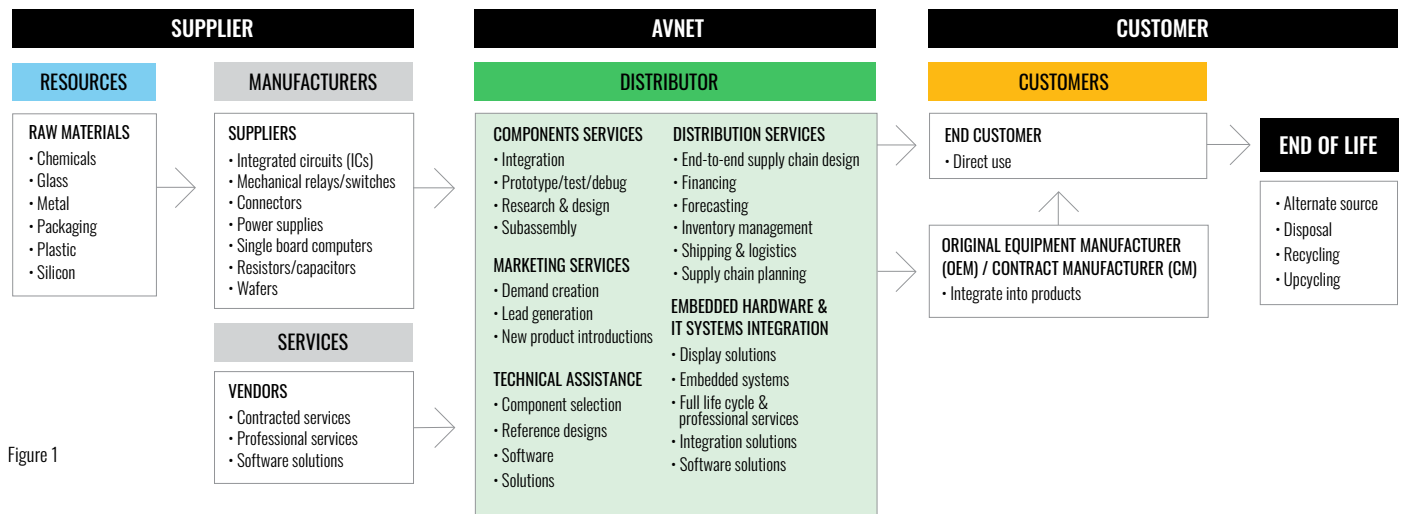 SUPPLIER
RESOURCES
RAW MATERIALS
• Chemicals
• Glass
• Metal
• Packaging
• Plastic
• Silicon
MANUFACTURERS
SUPPLIERS
• Integrated circuits (ICs)
• Mechanical relays/switches
• Connectors
• Power supplies
• Single board computers
• Resistors/capacitors
• Wafers
SERVICES
VENDORS
• Contracted services
• Professional services
• Software solutions
AVNET
DISTRIBUTOR
COMPONENTS SERVICES
• Integration
• Prototype/test/debug
• Research & design
• Subassembly
MARKETING SERVICES
• Demand creation
• Lead generation
• New product introductions
TECHNICAL ASSISTANCE
• Component selection
• Reference designs
• Software
• Solutions
DISTRIBUTION SERVICES
• End-to-end supply chain design
• Financing
• Forecasting
• Inventory management
• Shipping & logistics
• Supply chain planning
EMBEDDED HARDWARE &
IT SYSTEMS INTEGRATION
• Display solutions
• Embedded systems
• Full life cycle &
professional services
• Integration solutions
• Software solutions
CUSTOMER
CUSTOMERS
END CUSTOMER
• Direct use
ORIGINAL EQUIPMENT MANUFACTURER
(OEM) / CONTRACT MANUFACTURER (CM)
• Integrate into products
END OF LIFE
• Alternate source
• Disposal
• Recycling
• Upcycling
Figure 1